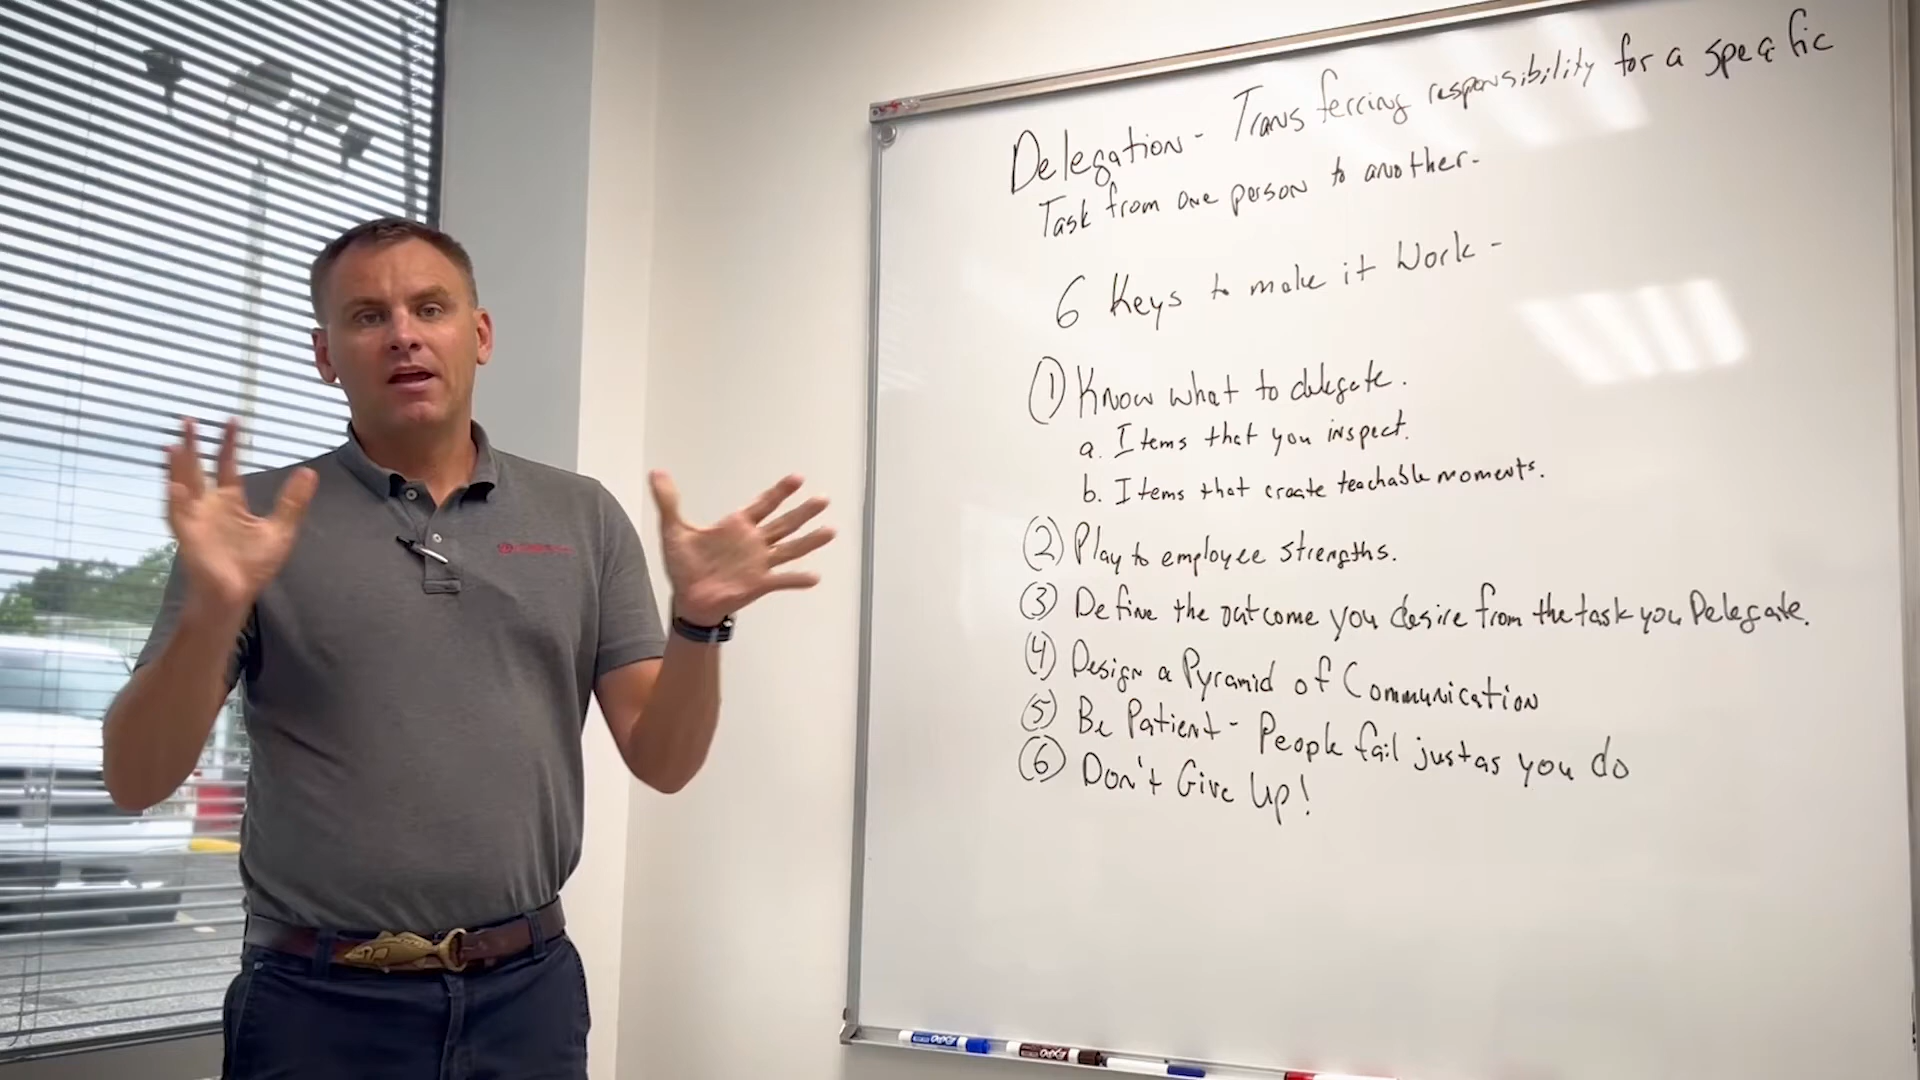 Delegation - Transferring responsibility for a specific
Task from one person to another.
6 Keys to make it Work -
1 Know what to delegate.
a. Items that you inspect.
b. Items that create teachable moments.
2 Play to employee strengths.
3 Define the outcome you desire from the task you Delegate.
4 Design a Pyramid of Communication
5 Be Patient - People fail just as you do
6 Don't Give Up!
EXPO
EXPO